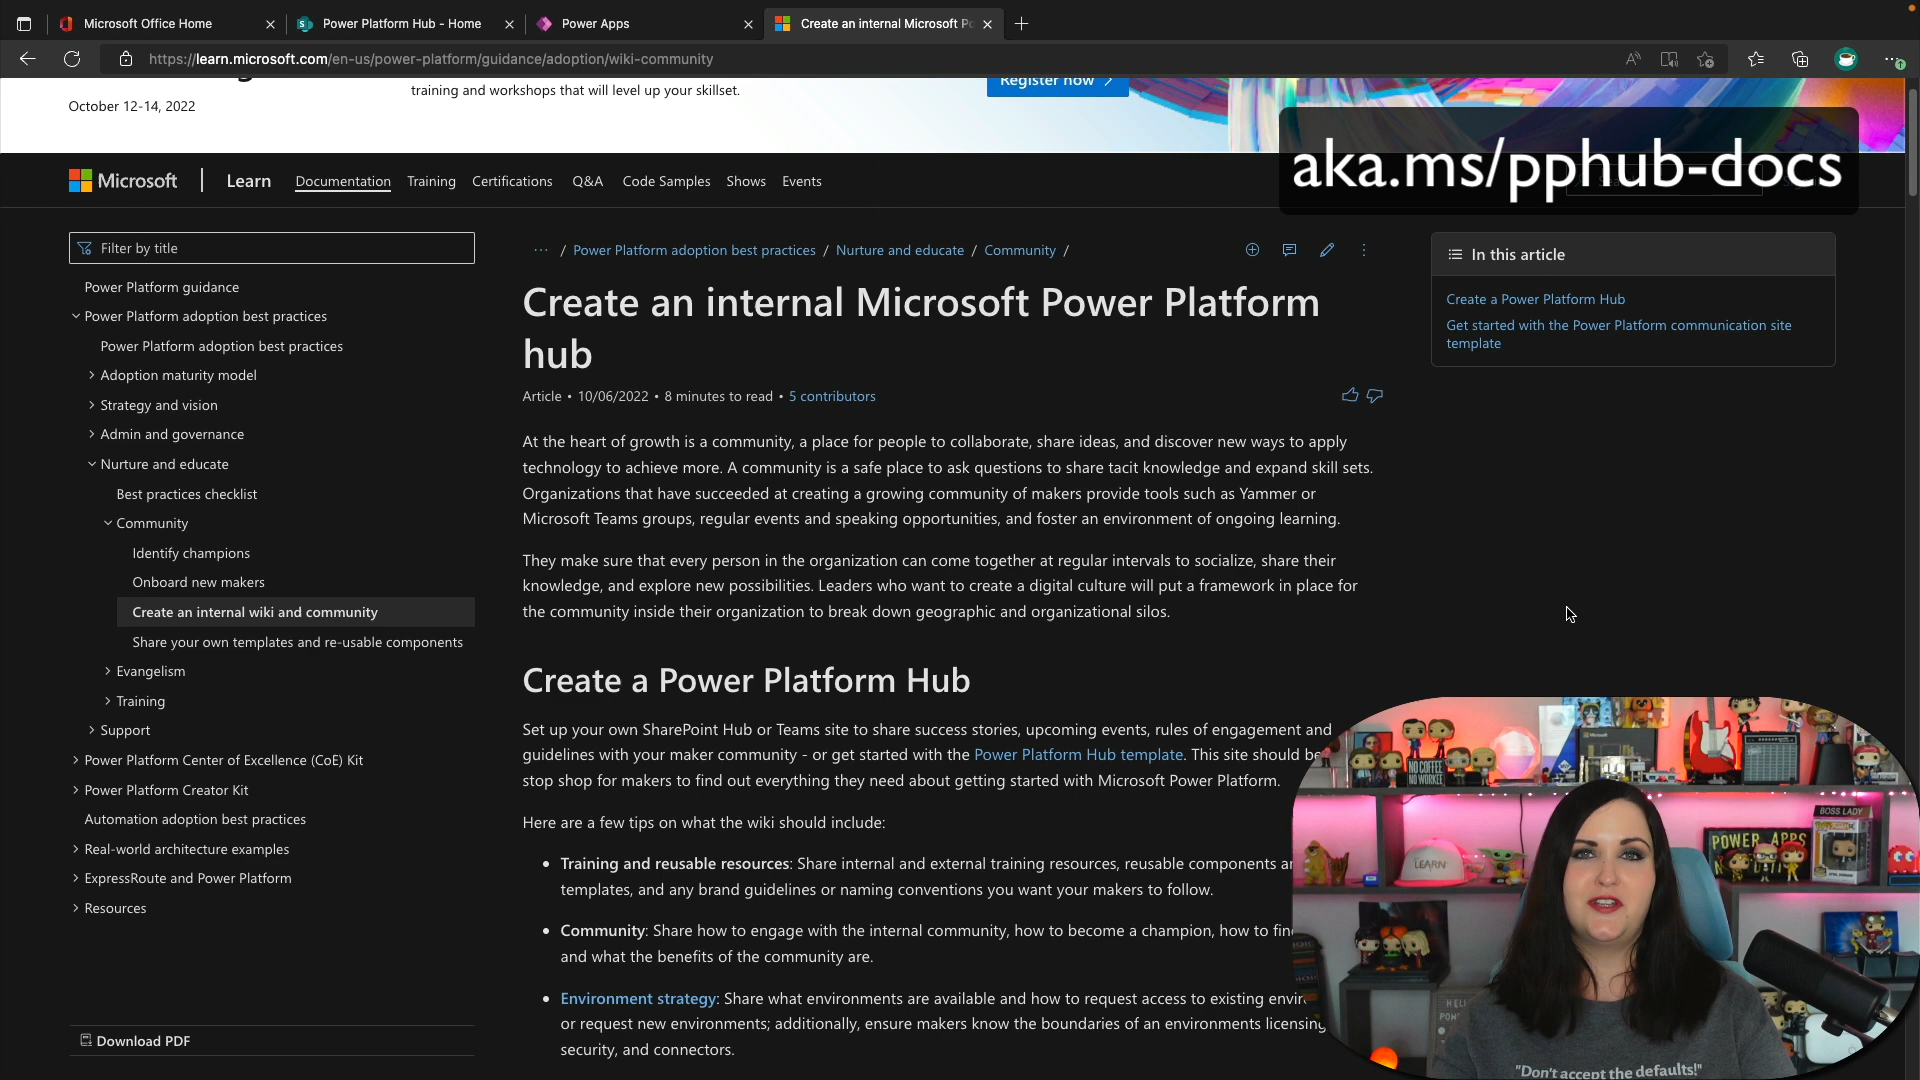 Microsoft Office Home
Power Platform Hub - Home
Power Apps
Create an internal Microsoft Po
https://learn.microsoft.com/en-us/power-platform/guidance/adoption/wiki-community
October 12-14, 2022
training and workshops that will level up your skillset.
Register now
aka.ms/pphub-docs
Microsoft
Learn
Documentation
Training
Certifications
Q&A
Code Samples
Shows
Events
Filter by title
Power Platform guidance
Power Platform adoption best practices
Power Platform adoption best practices
Adoption maturity model
Strategy and vision
Admin and governance
Nurture and educate
Best practices checklist
Community
Identify champions
Onboard new makers
Create an internal wiki and community
Share your own templates and re-usable components
Evangelism
Training
Support
Power Platform Center of Excellence (CoE) Kit
Power Platform Creator Kit
Automation adoption best practices
Real-world architecture examples
ExpressRoute and Power Platform
Resources
Download PDF
··· / Power Platform adoption best practices / Nurture and educate / Community /
Create an internal Microsoft Power Platform
hub
Article • 10/06/2022 • 8 minutes to read • 5 contributors
At the heart of growth is a community, a place for people to collaborate, share ideas, and discover new ways to apply
technology to achieve more. A community is a safe place to ask questions to share tacit knowledge and expand skill sets.
Organizations that have succeeded at creating a growing community of makers provide tools such as Yammer or
Microsoft Teams groups, regular events and speaking opportunities, and foster an environment of ongoing learning.
They make sure that every person in the organization can come together at regular intervals to socialize, share their
knowledge, and explore new possibilities. Leaders who want to create a digital culture will put a framework in place for
the community inside their organization to break down geographic and organizational silos.
Create a Power Platform Hub
Set up your own SharePoint Hub or Teams site to share success stories, upcoming events, rules of engagement and
guidelines with your maker community - or get started with the Power Platform Hub template. This site should be
stop shop for makers to find out everything they need about getting started with Microsoft Power Platform.
Here are a few tips on what the wiki should include:
• Training and reusable resources: Share internal and external training resources, reusable components an
templates, and any brand guidelines or naming conventions you want your makers to follow.
• Community: Share how to engage with the internal community, how to become a champion, how to fin
and what the benefits of the community are.
• Environment strategy: Share what environments are available and how to request access to existing envir
or request new environments; additionally, ensure makers know the boundaries of an environments licensing
security, and connectors.
In this article
Create a Power Platform Hub
Get started with the Power Platform communication site
template
NO COFFEE
NO WORKEE
LEARN
POWER APPS
BOSS LADY
"Don't accept the defaults!"